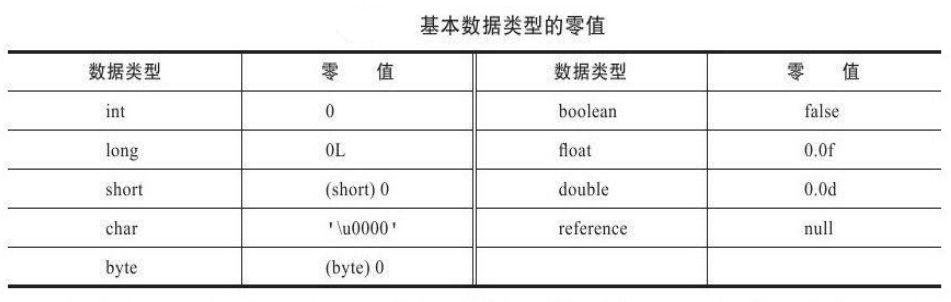 基本数据类型的零值
数据类型 零 值 数据类型 零 值
int 0 boolean false
long 0L float 0.0f
short (short) 0 double 0.0d
char '\u0000' reference null
byte (byte) 0